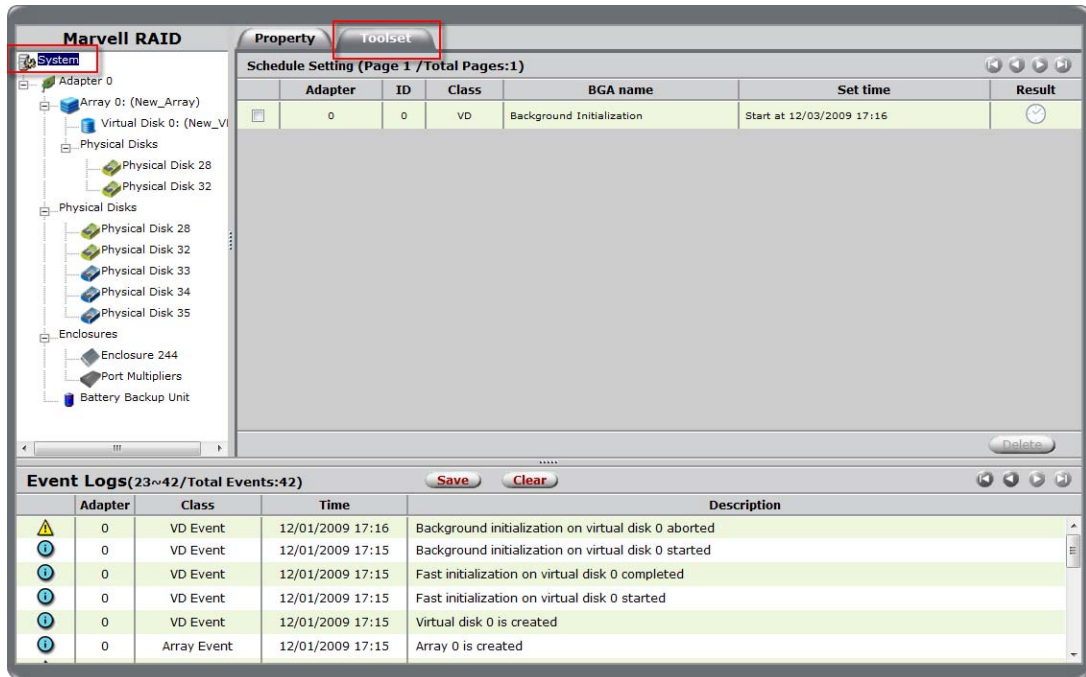 Marvell RAID
System
Adapter 0
Array 0: (New_Array)
Virtual Disk 0: (New_VI
Physical Disks
Physical Disk 28
Physical Disk 32
Physical Disks
Physical Disk 28
Physical Disk 32
Physical Disk 33
Physical Disk 34
Physical Disk 35
Enclosures
Enclosure 244
Port Multipliers
Battery Backup Unit
Property Toolset
Schedule Setting (Page 1 /Total Pages:1)
Adapter ID Class BGA name Set time Result
0 0 VD Background Initialization Start at 12/03/2009 17:16
Delete
Event Logs(23~42/Total Events:42) Save Clear
Adapter Class Time Description
0 VD Event 12/01/2009 17:16 Background initialization on virtual disk 0 aborted
0 VD Event 12/01/2009 17:15 Background initialization on virtual disk 0 started
0 VD Event 12/01/2009 17:15 Fast initialization on virtual disk 0 completed
0 VD Event 12/01/2009 17:15 Fast initialization on virtual disk 0 started
0 VD Event 12/01/2009 17:15 Virtual disk 0 is created
0 Array Event 12/01/2009 17:15 Array 0 is created